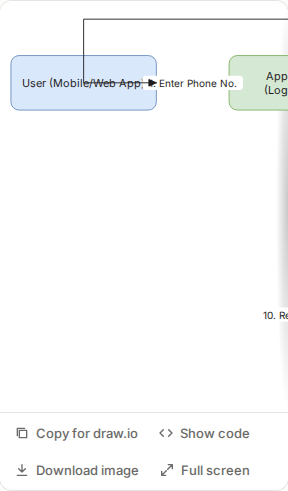 User (Mobile/Web App
Enter Phone No.
App
(Log
10. Re
Copy for draw.io
Show code
Download image
Full screen